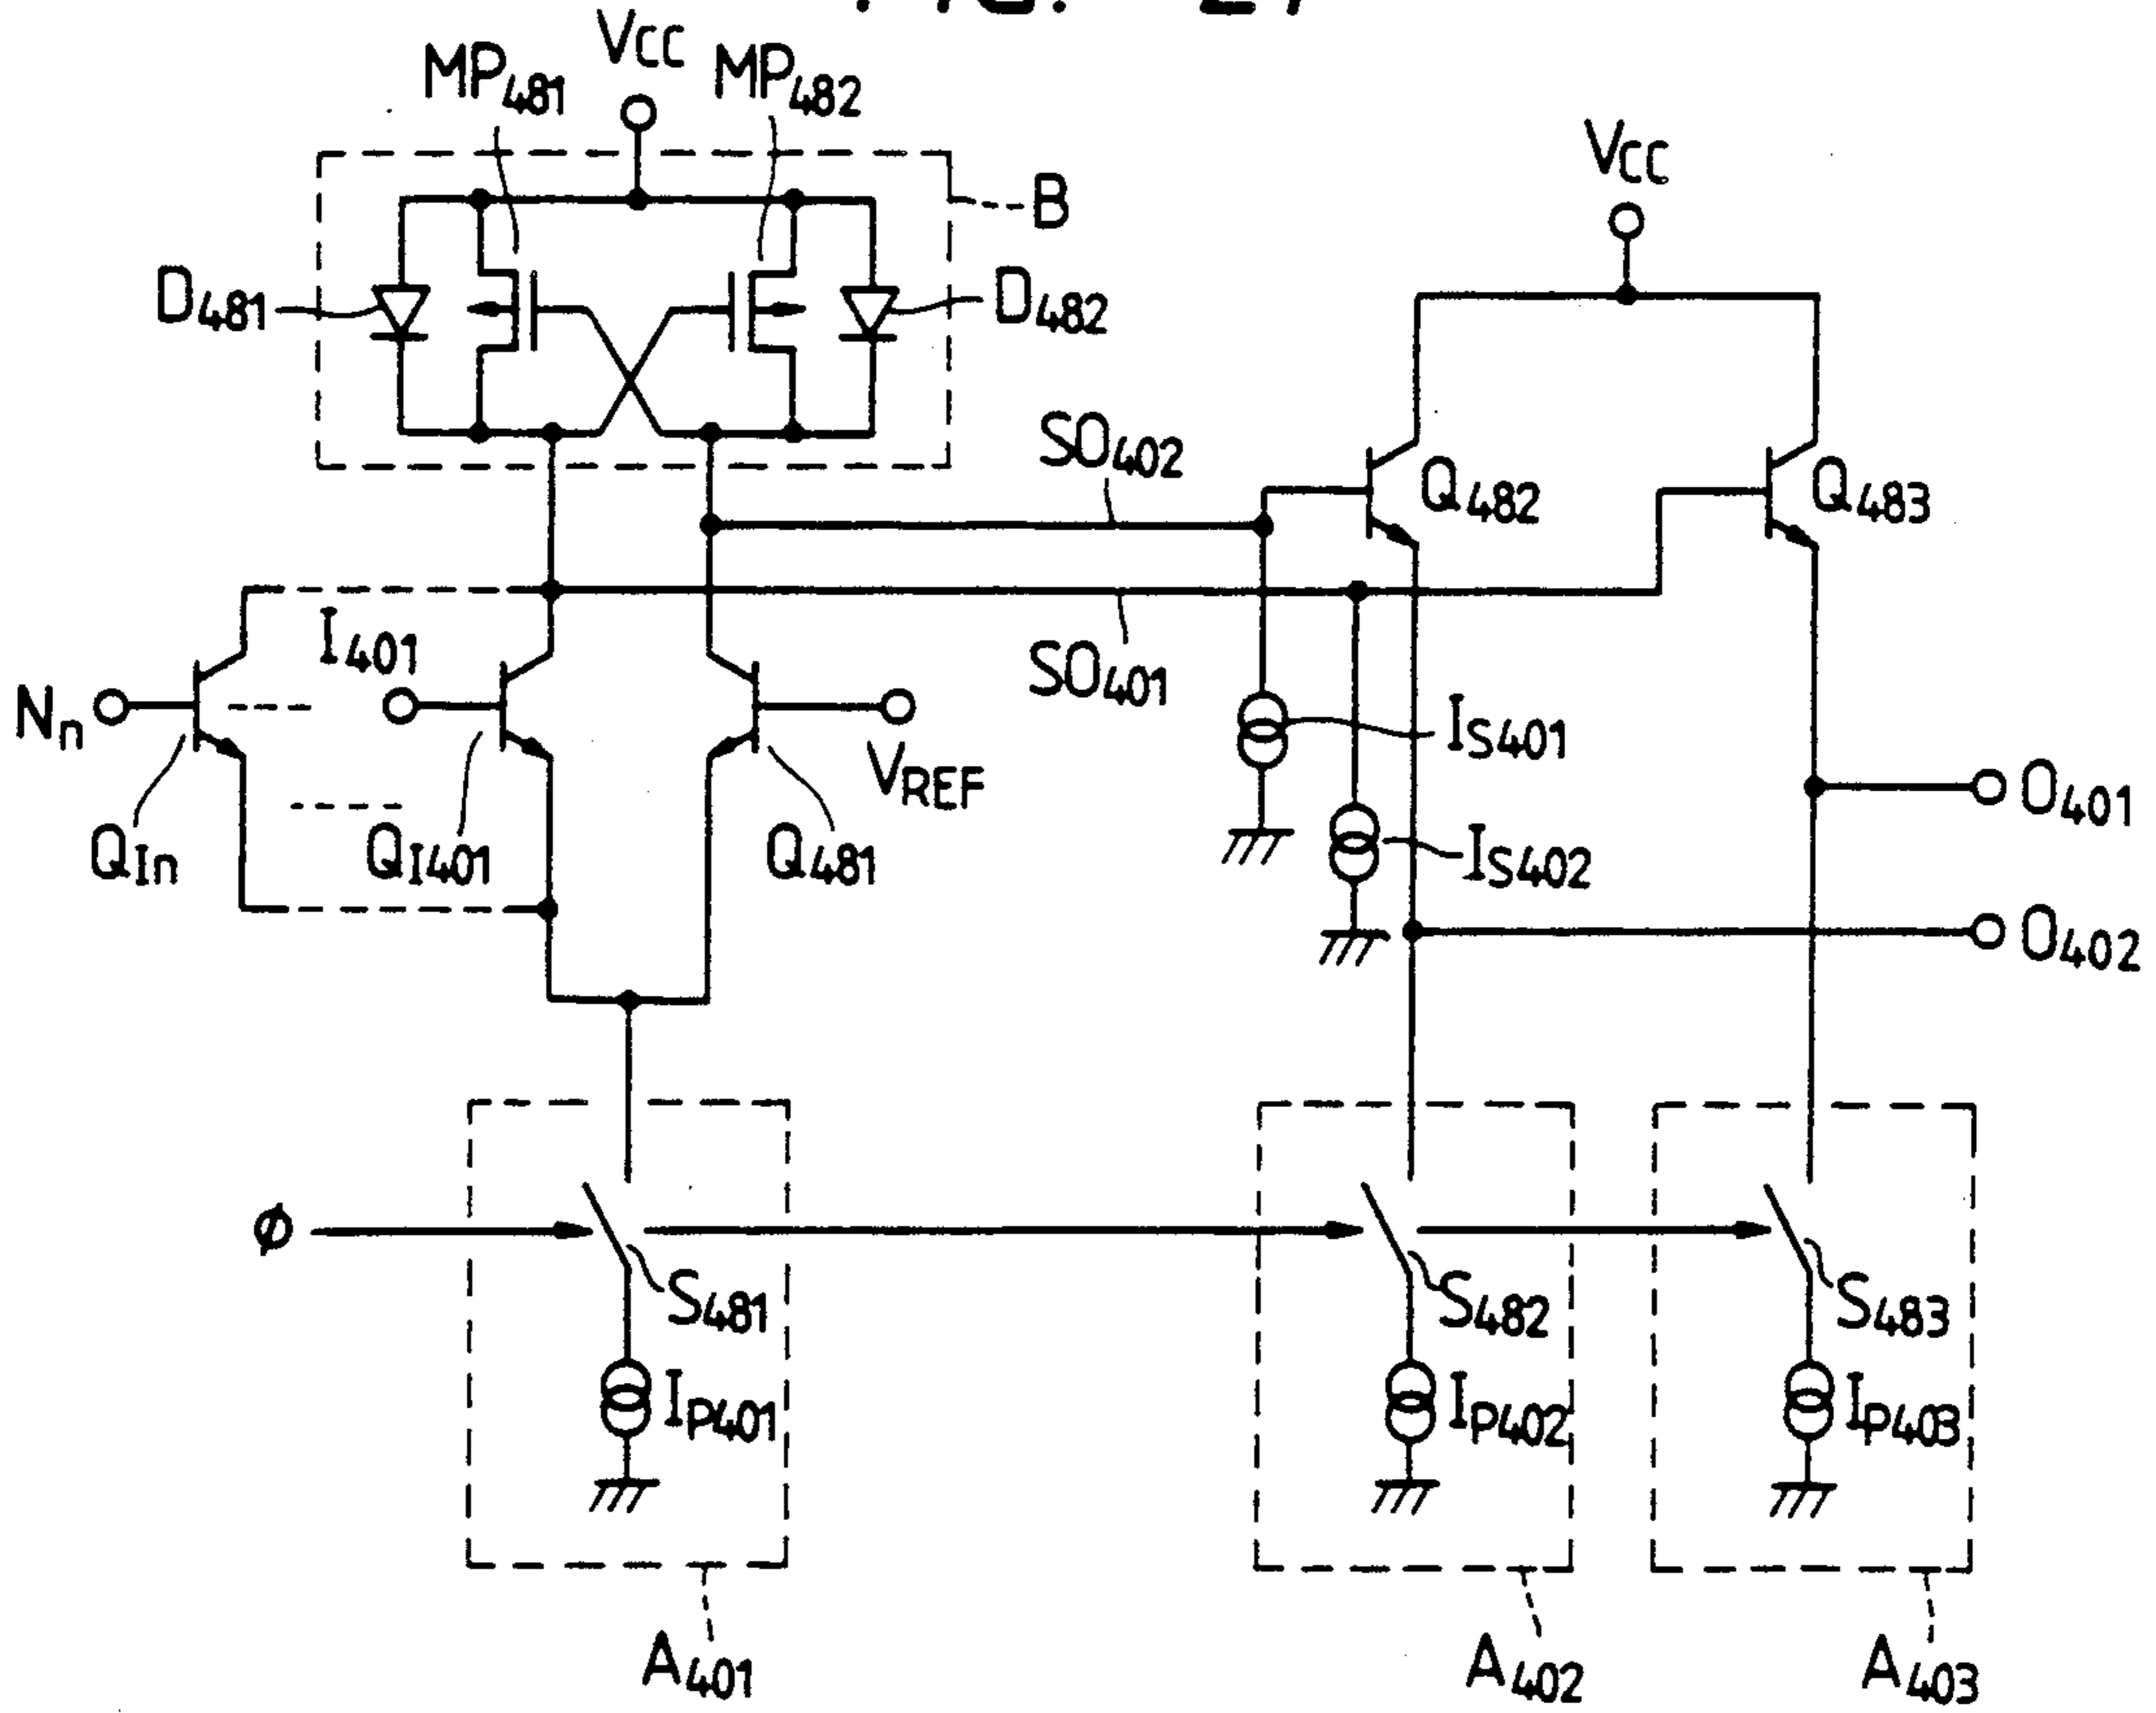 VCC
MP481
MP482
VCC
B
D481
D482
SO402
Q482
Q483
I401
SO401
Nn
IS401
VREF
O401
QIn
QI401
Q481
IS402
O402
φ
S481
S482
S483
IP401
IP402
IP403
A401
A402
A403